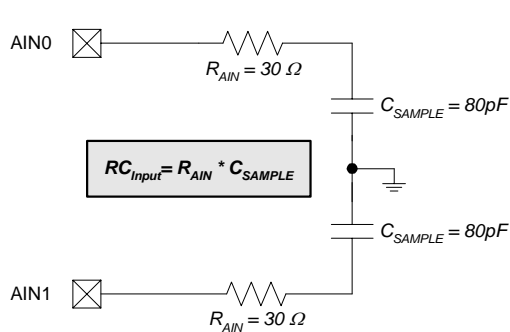 AIN0
R_AIN = 30 Ω
C_SAMPLE = 80pF
RC_Input= R_AIN * C_SAMPLE
C_SAMPLE = 80pF
AIN1
R_AIN = 30 Ω